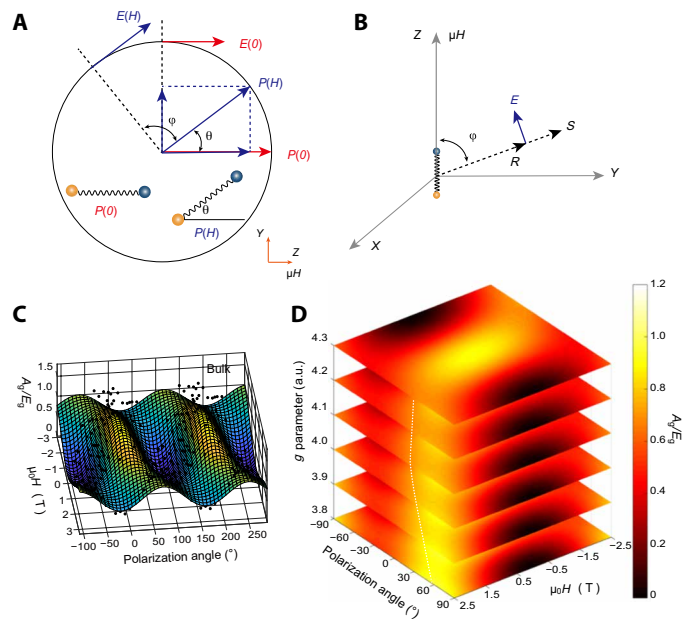 A
E(H)
E(0)
P(H)
φ
θ
P(0)
P(0)
θ
P(H)
Y
Z
μH
B
Z
μH
E
φ
S
R
Y
X
C
Bulk
A_g/E_g
1.5
1.0
0.5
0
−3
−2
−1
0
1
2
3
μ₀H (T)
−100 −50 0 50 100 150 200 250
Polarization angle (°)
D
g parameter (a.u.)
4.3
4.2
4.1
4.0
3.9
3.8
−90
−60
−30
0
30
60
90
Polarization angle (°)
2.5
1.5
0.5
−0.5
−1.5
−2.5
μ₀H (T)
1.2
1.0
0.8
0.6
0.4
0.2
0
A_g/E_g